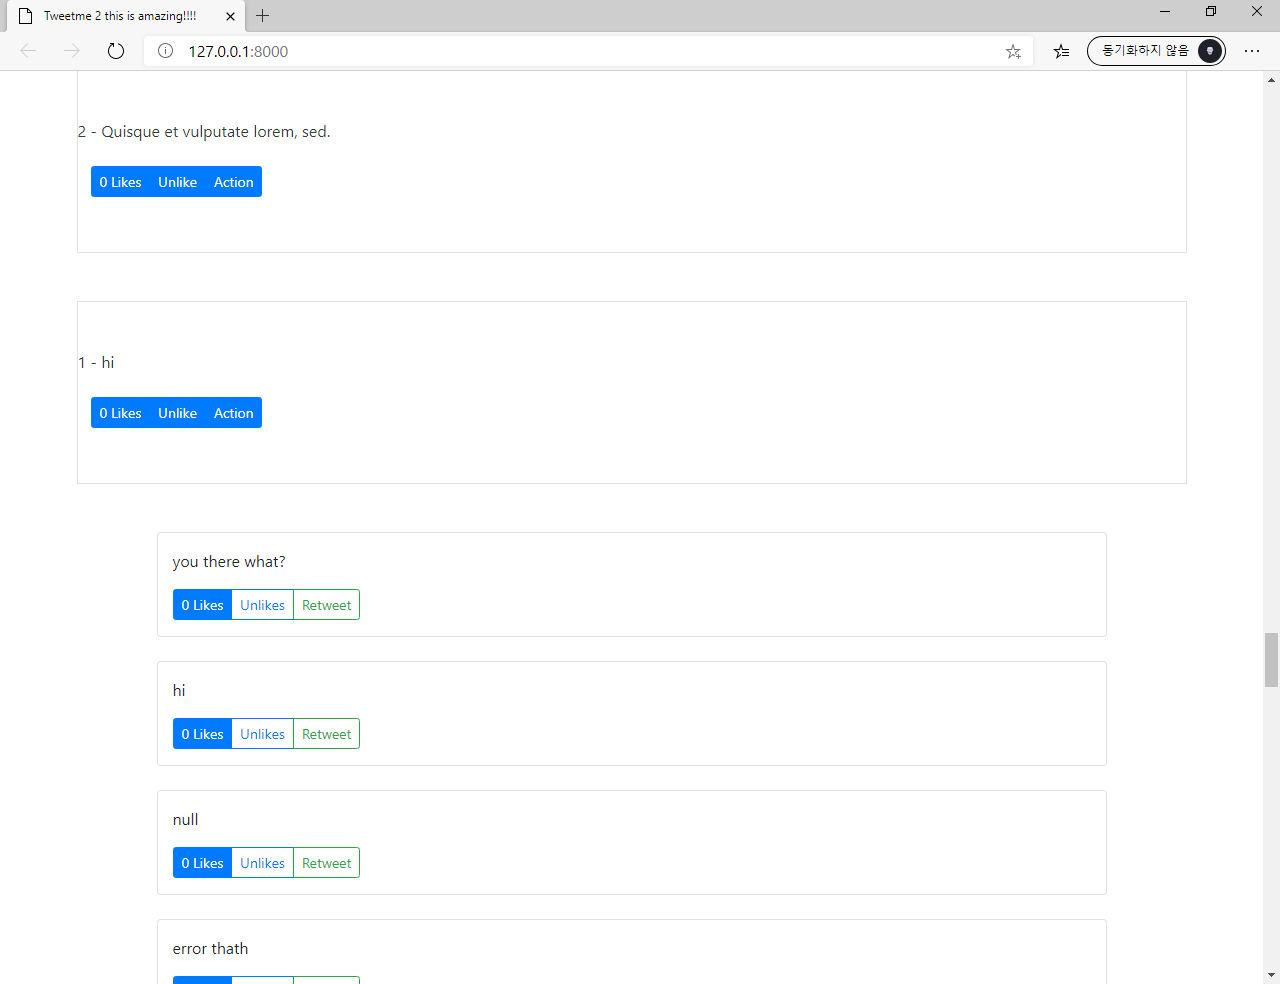 Tweetme 2 this is amazing!!!!
127.0.0.1:8000
동기화하지 않음
2 - Quisque et vulputate lorem, sed.
0 Likes Unlike Action
1 - hi
0 Likes Unlike Action
you there what?
0 Likes Unlikes Retweet
hi
0 Likes Unlikes Retweet
null
0 Likes Unlikes Retweet
error thath